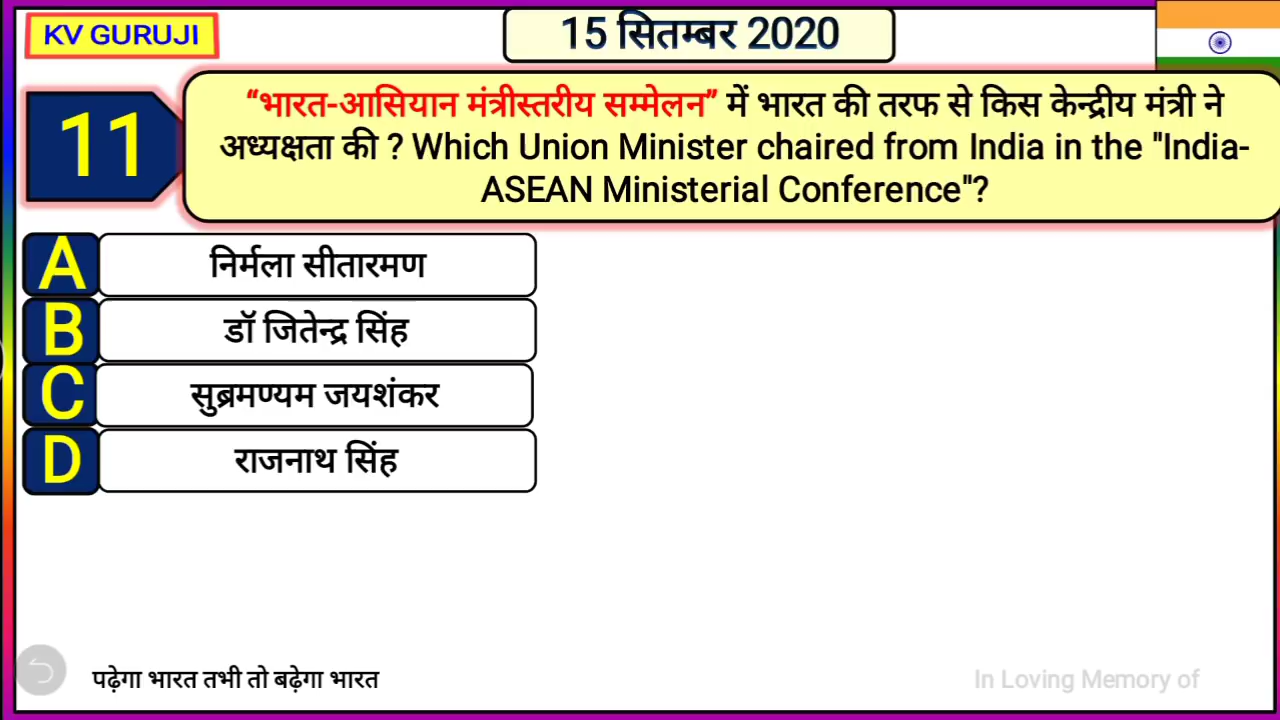 KV GURUJI
15 सितम्बर 2020
11
“भारत-आसियान मंत्रीस्तरीय सम्मेलन” में भारत की तरफ से किस केन्द्रीय मंत्री ने
अध्यक्षता की ? Which Union Minister chaired from India in the "India-
ASEAN Ministerial Conference"?
A निर्मला सीतारमण
B डॉ जितेन्द्र सिंह
C सुब्रमण्यम जयशंकर
D राजनाथ सिंह
पढ़ेगा भारत तभी तो बढ़ेगा भारत
In Loving Memory of